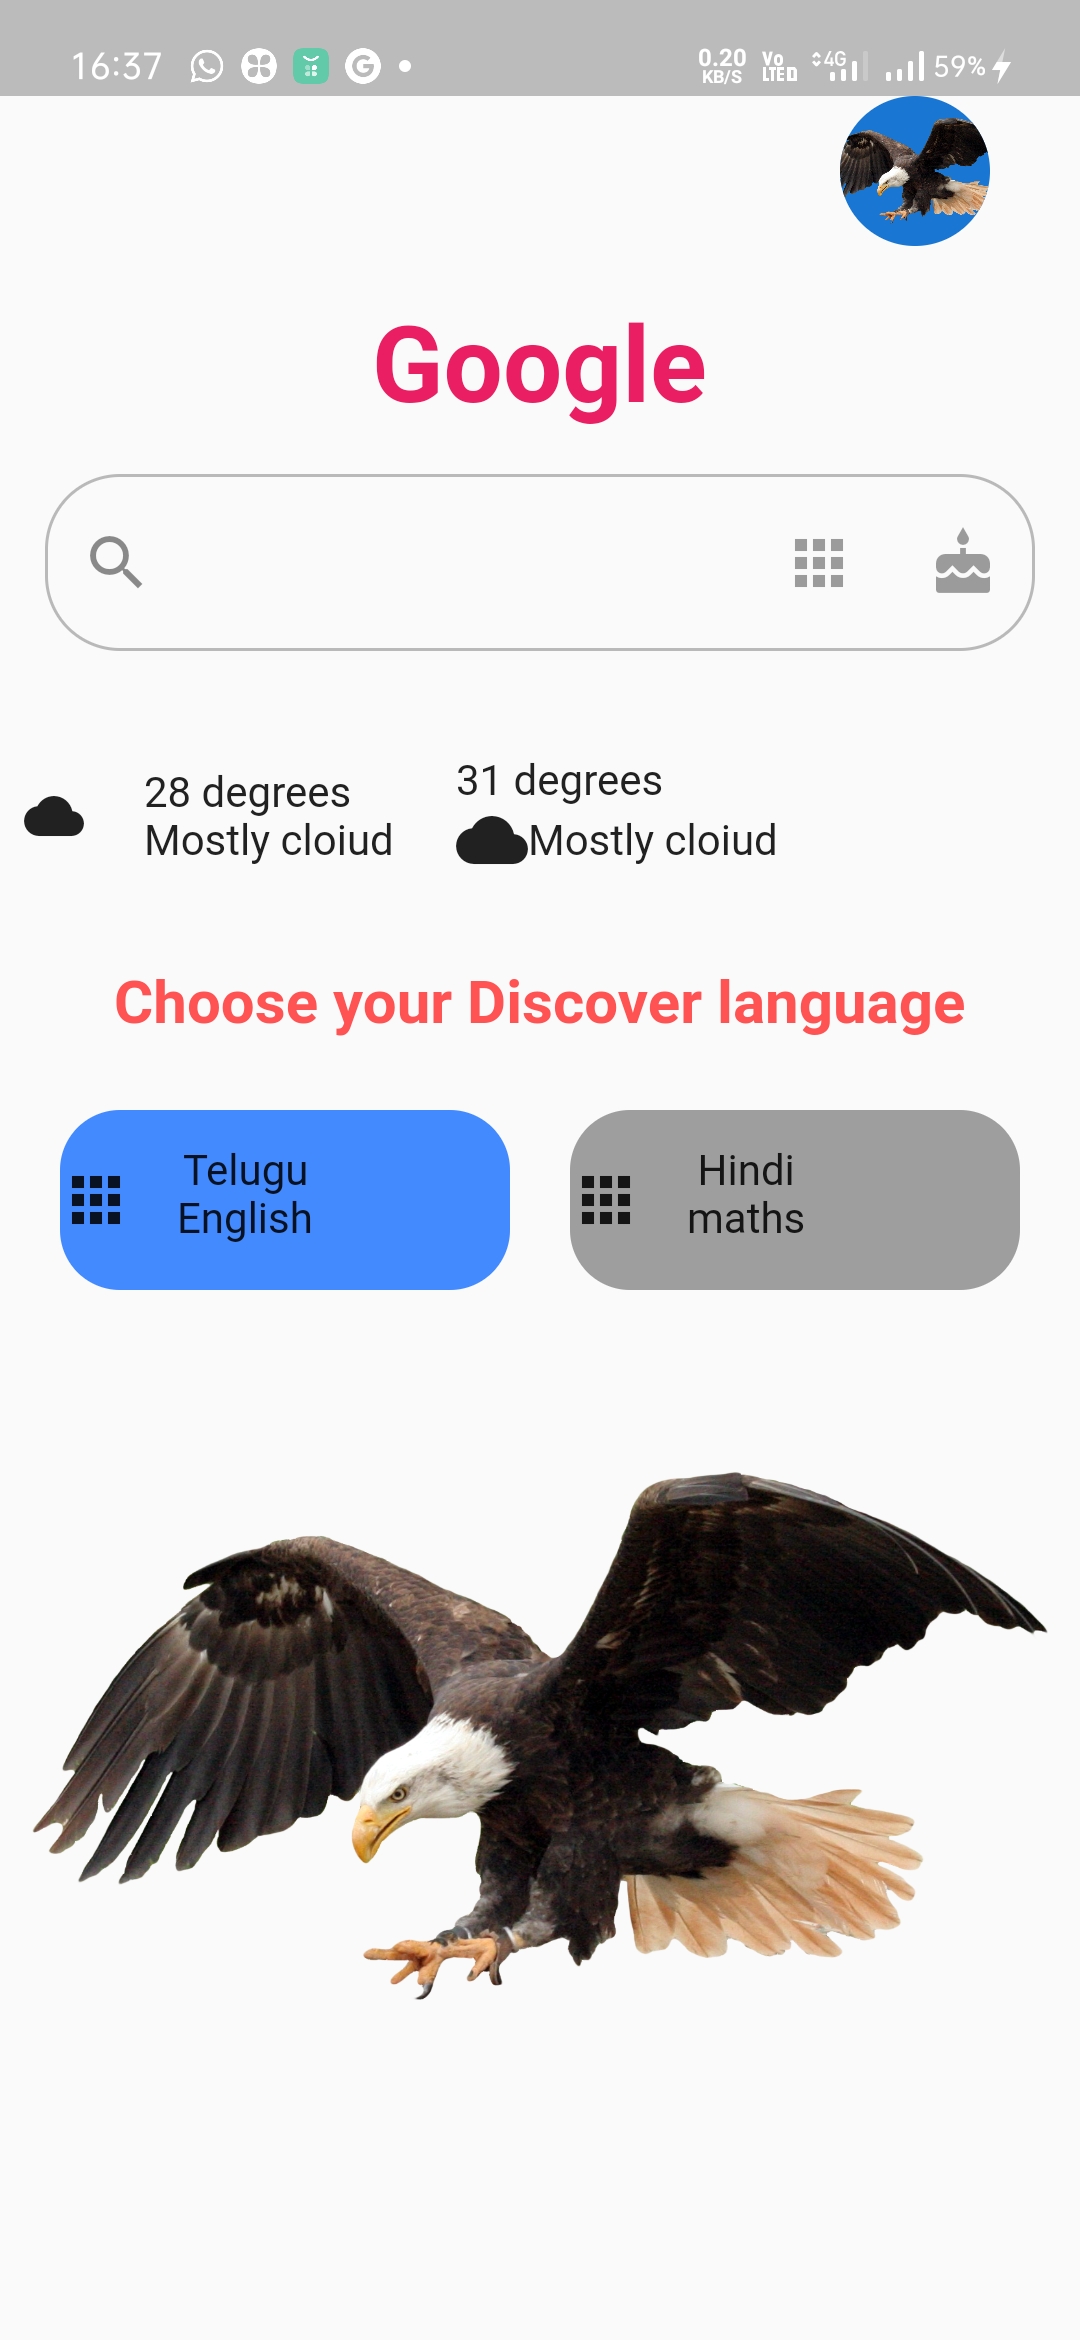 16:37 0.20 KB/S Vo LTE D 4G 59%
Google
28 degrees
Mostly cloiud
31 degrees
Mostly cloiud
Choose your Discover language
Telugu
English
Hindi
maths